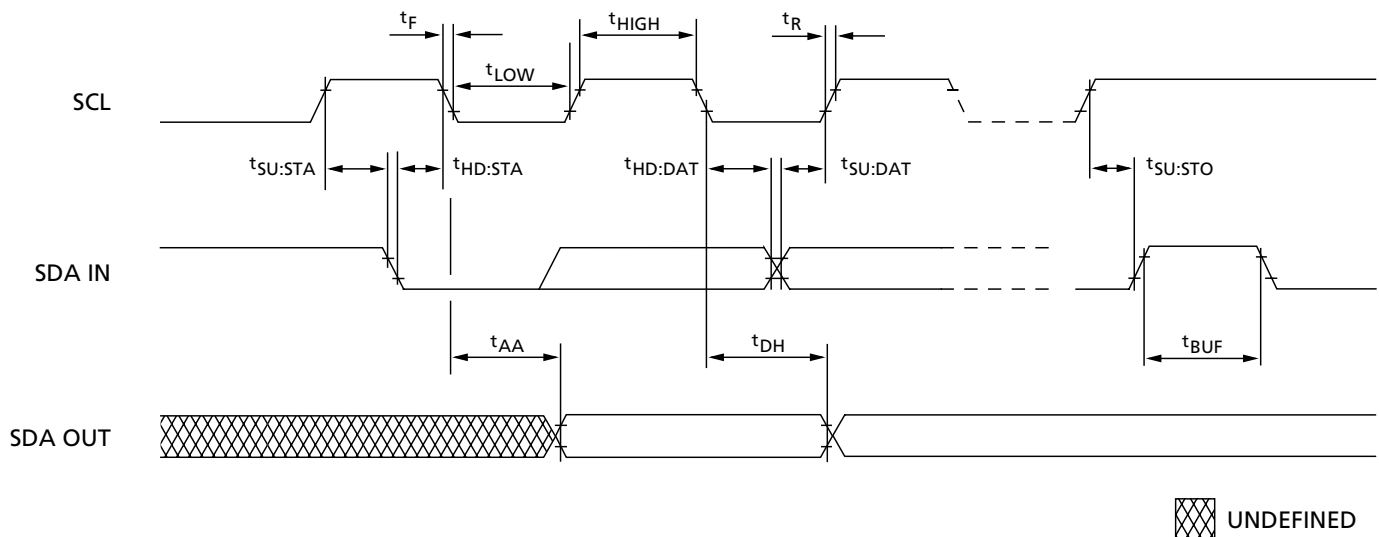 tF
tHIGH
tR
tLOW
SCL
tSU:STA
tHD:STA
tHD:DAT
tSU:DAT
tSU:STO
SDA IN
tAA
tDH
tBUF
SDA OUT
UNDEFINED